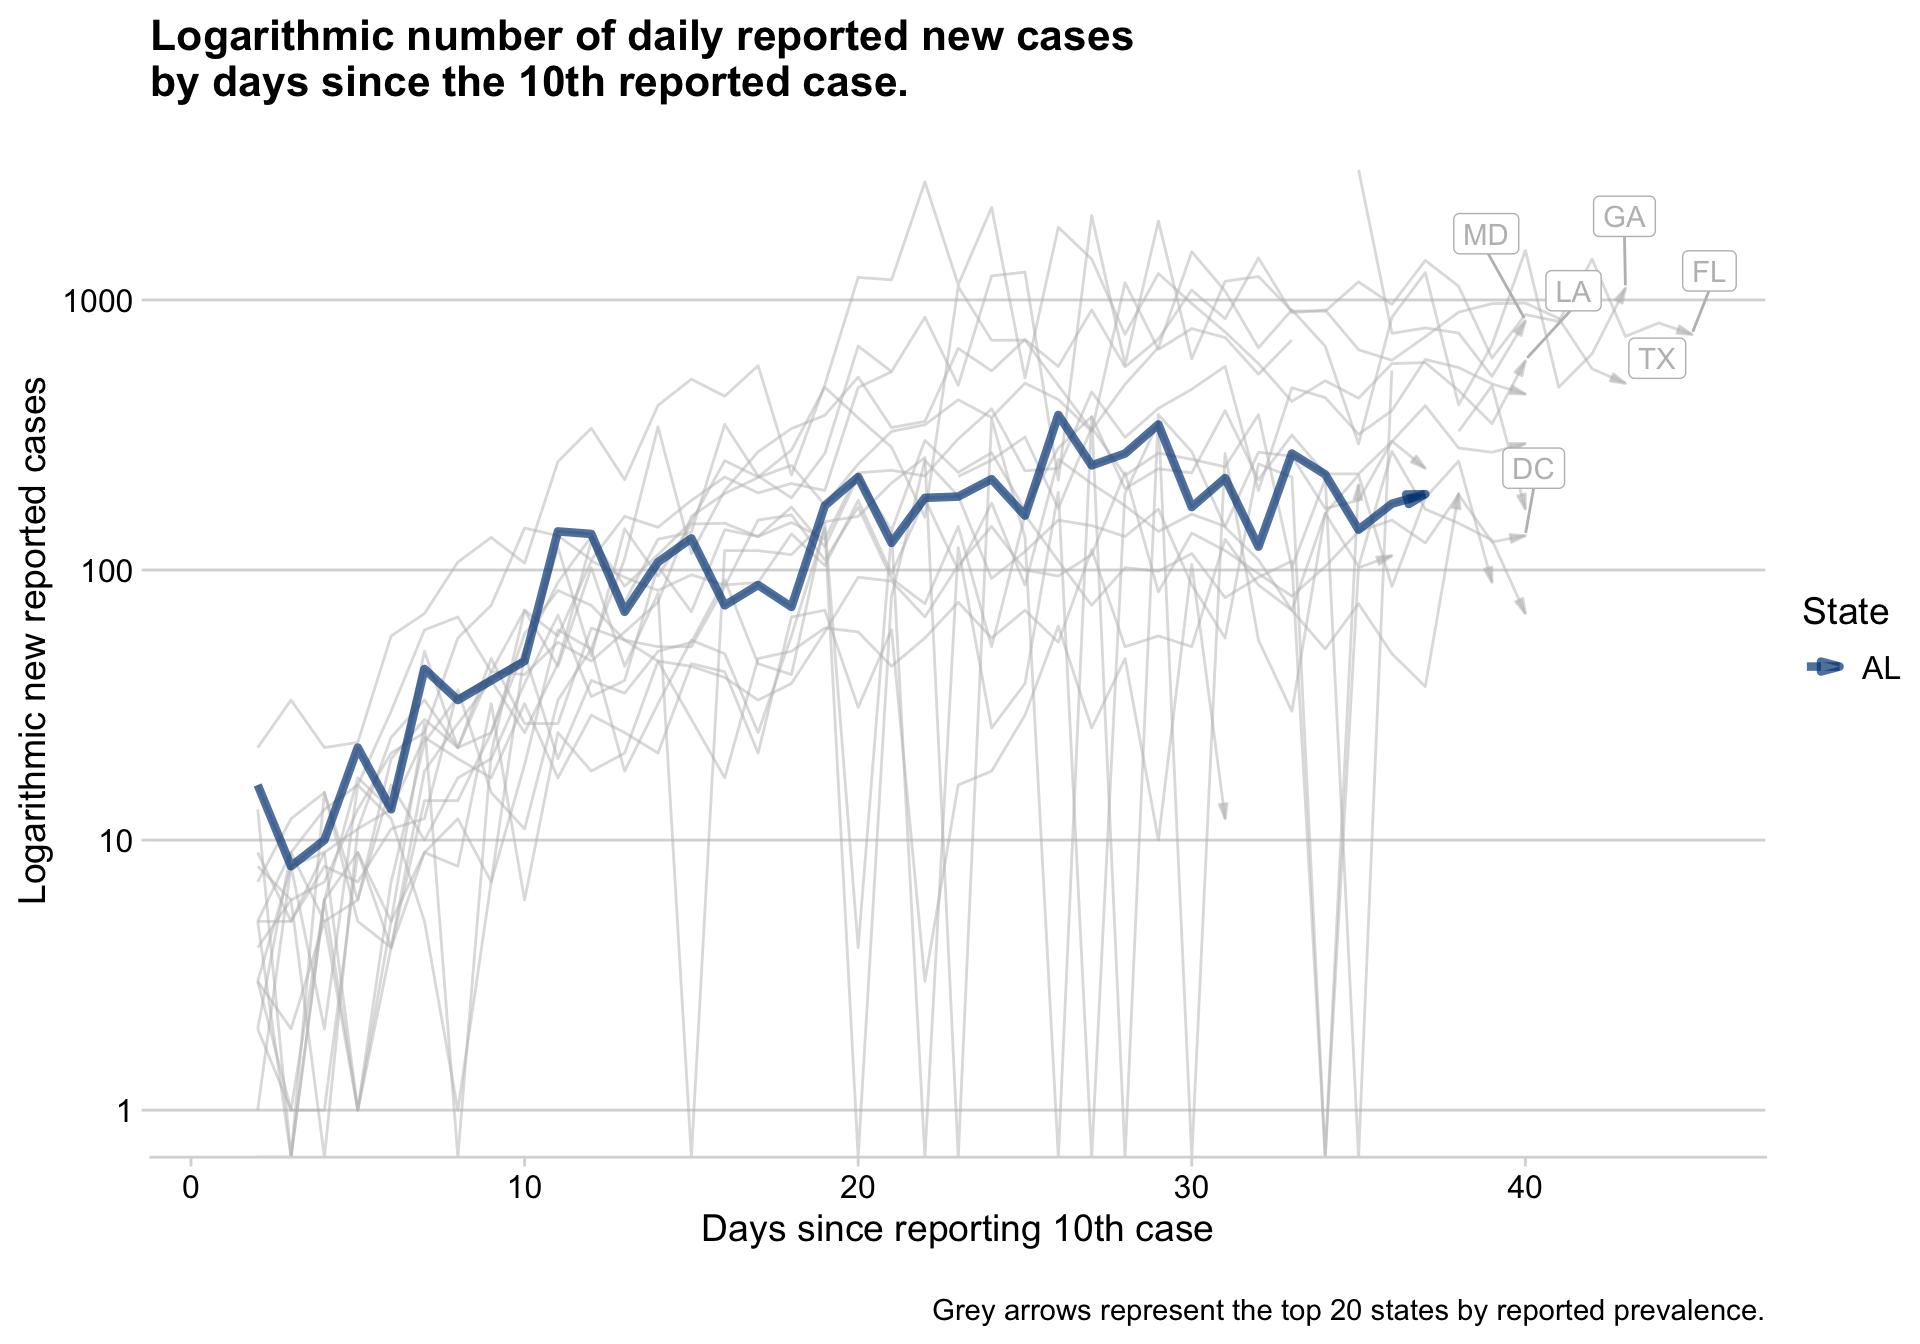 Logarithmic number of daily reported new cases
by days since the 10th reported case.
Logarithmic new reported cases
1000
100
10
1
MD
GA
LA
FL
TX
DC
State
AL
0
10
20
30
40
Days since reporting 10th case
Grey arrows represent the top 20 states by reported prevalence.